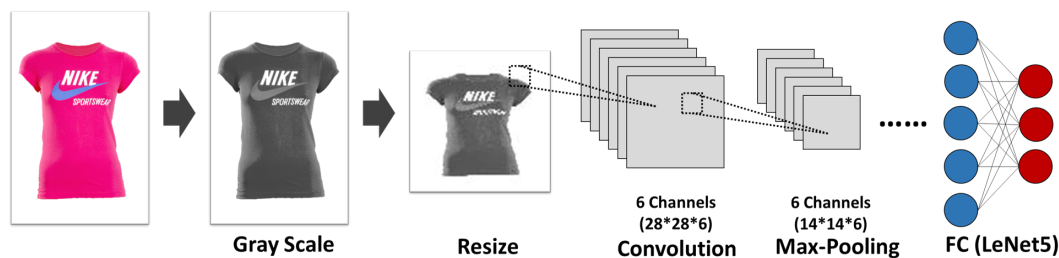 NIKE
SPORTSWEAR
NIKE
SPORTSWEAR
NIKE
6 Channels
(28*28*6)
6 Channels
(14*14*6)
Gray Scale
Resize
Convolution
Max-Pooling
FC (LeNet5)